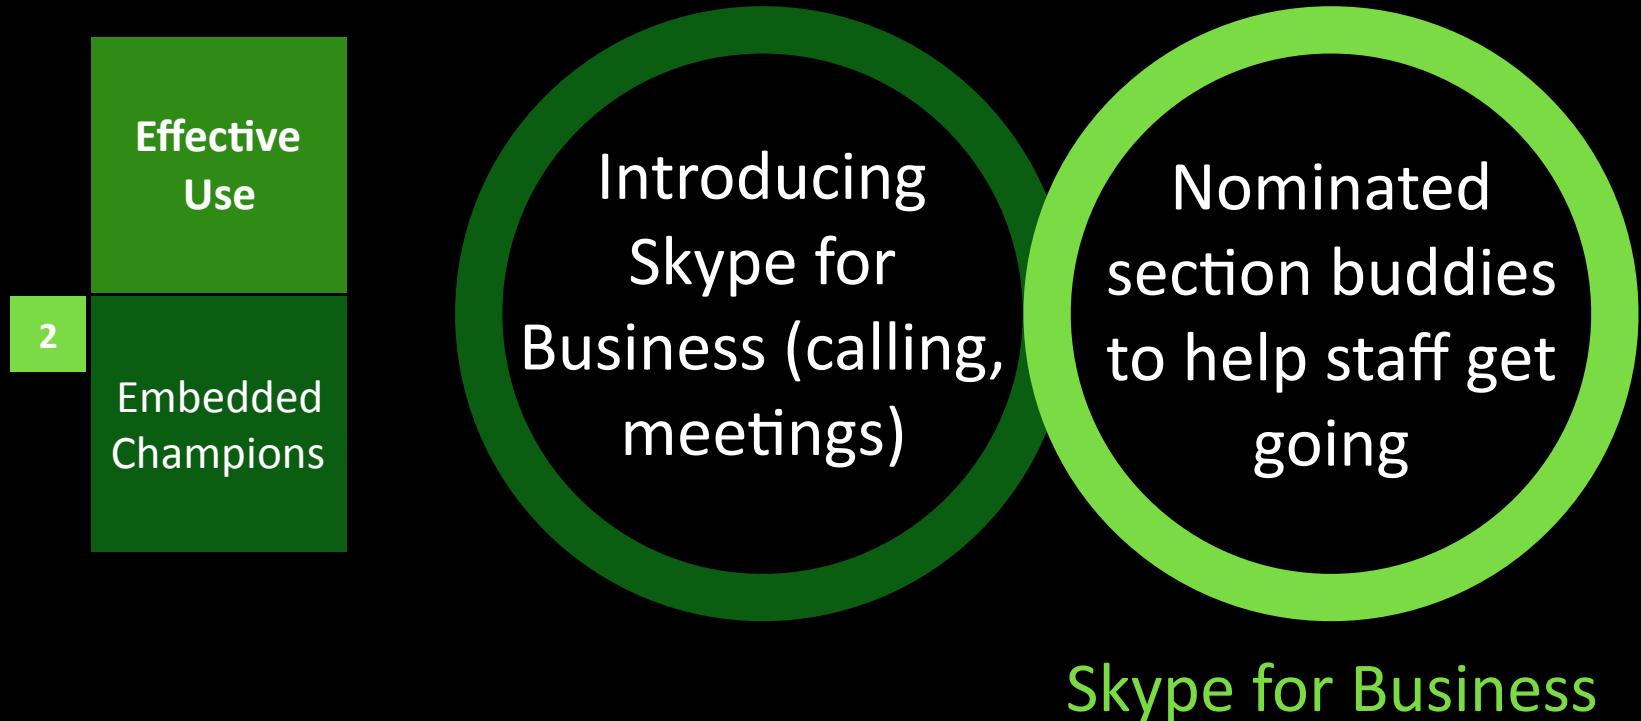 Effective
Use
2
Embedded
Champions
Introducing
Skype for
Business (calling,
meetings)
Nominated
section buddies
to help staff get
going
Skype for Business